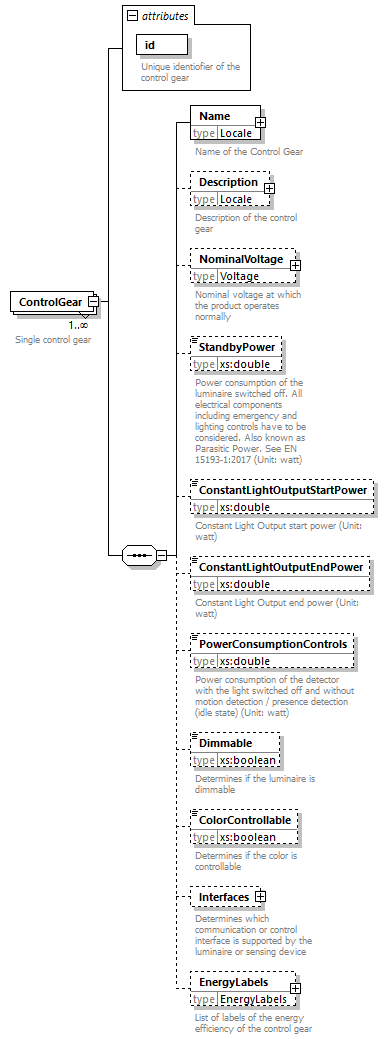 attributes
id
Unique identiofier of the
control gear
Name
type Locale
Name of the Control Gear
Description
type Locale
Description of the control
gear
NominalVoltage
type Voltage
Nominal voltage at which
the product operates
normally
ControlGear
1..∞
Single control gear
StandbyPower
type xs:double
Power consumption of the
luminaire switched off. All
electrical components
including emergency and
lighting controls have to be
considered. Also known as
Parasitic Power. See EN
15193-1:2017 (Unit: watt)
ConstantLightOutputStartPower
type xs:double
Constant Light Output start power (Unit:
watt)
ConstantLightOutputEndPower
type xs:double
Constant Light Output end power (Unit:
watt)
PowerConsumptionControls
type xs:double
Power consumption of the detector
with the light switched off and without
motion detection / presence detection
(idle state) (Unit: watt)
Dimmable
type xs:boolean
Determines if the luminaire is
dimmable
ColorControllable
type xs:boolean
Determines if the color is
controllable
Interfaces
Determines which
communication or control
interface is supported by the
luminaire or sensing device
EnergyLabels
type EnergyLabels
List of labels of the energy
efficiency of the control gear